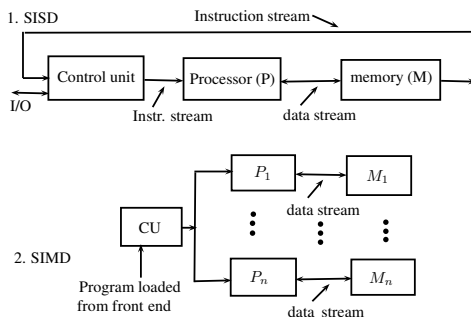 Instruction stream
1. SISD
Control unit
Processor (P)
memory (M)
I/O
Instr. stream
data stream
P1
M1
data stream
CU
2. SIMD
Pn
Mn
Program loaded
from front end
data stream